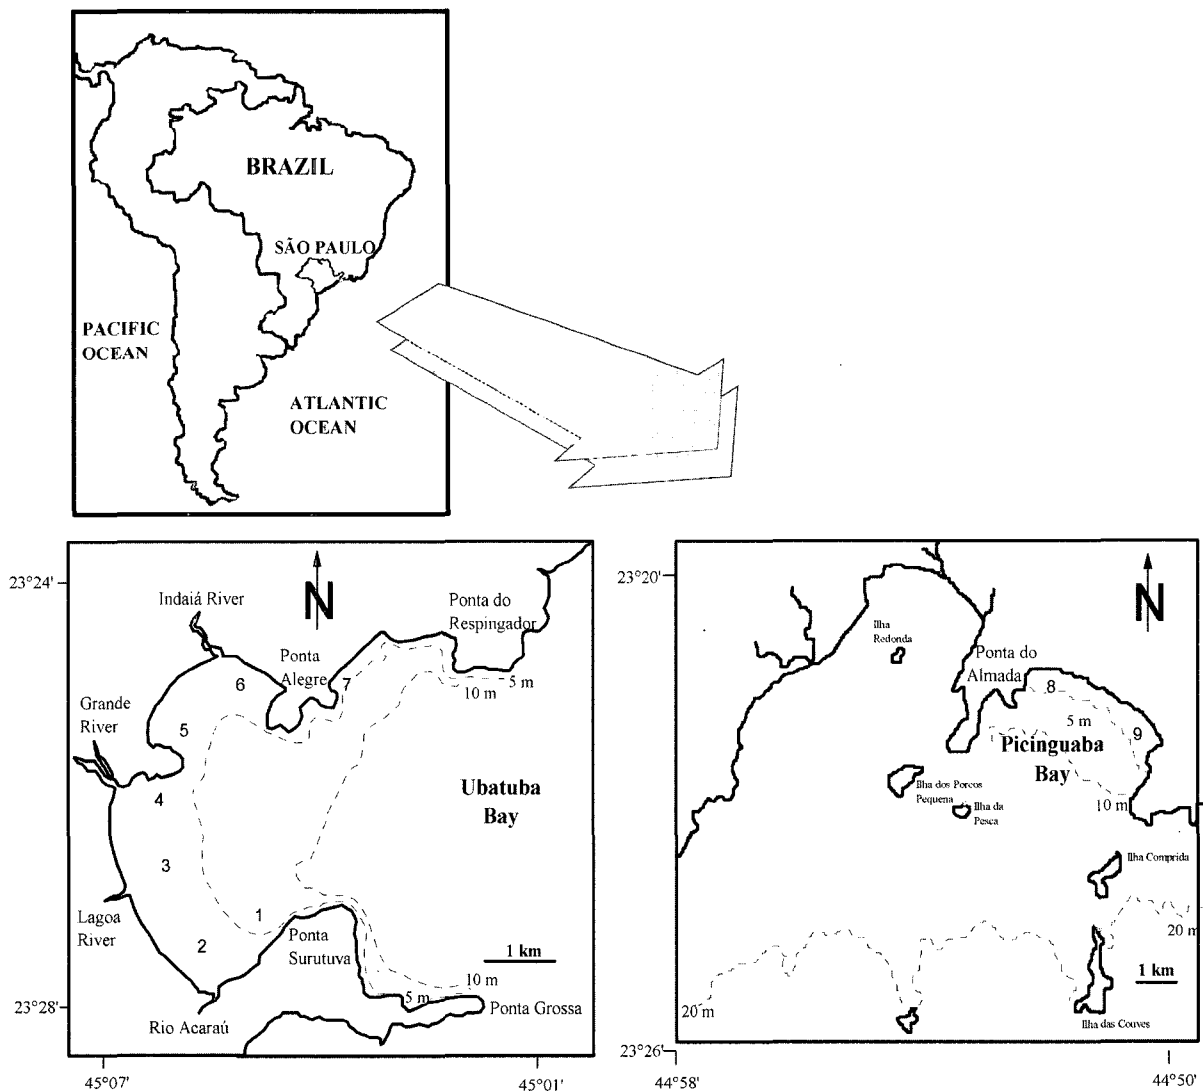 BRAZIL
SÃO PAULO
PACIFIC
OCEAN
ATLANTIC
OCEAN
23°24'
Indaiá River
N
Ponta do
Respingador
Ponta
Alegre
6
7
10 m
5 m
Grande
River
5
4
Ubatuba
Bay
3
Lagoa
River
1
2
Ponta
Surutuva
1 km
10 m
5 m
Ponta Grossa
23°28'
Rio Acaraú
45°07'
45°01'
23°20'
N
Ilha
Redonda
Ponta do
Almada
8
5 m
9
Picinguaba
Bay
Ilha dos Porcos
Pequena
10 m
Ilha da
Pesca
Ilha Comprida
20 m
1 km
20 m
Ilha das Couves
23°26'
44°58'
44°50'